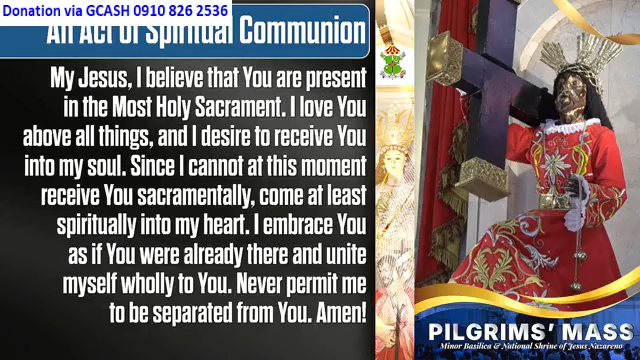 Donation via GCASH 0910 826 2536
An Act of Spiritual Communion
My Jesus, I believe that You are present
in the Most Holy Sacrament. I love You
above all things, and I desire to receive You
into my soul. Since I cannot at this moment
receive You sacramentally, come at least
spiritually into my heart. I embrace You
as if You were already there and unite
myself wholly to You. Never permit me
to be separated from You. Amen!
PILGRIMS’ MASS
Minor Basilica & National Shrine of Jesus Nazareno